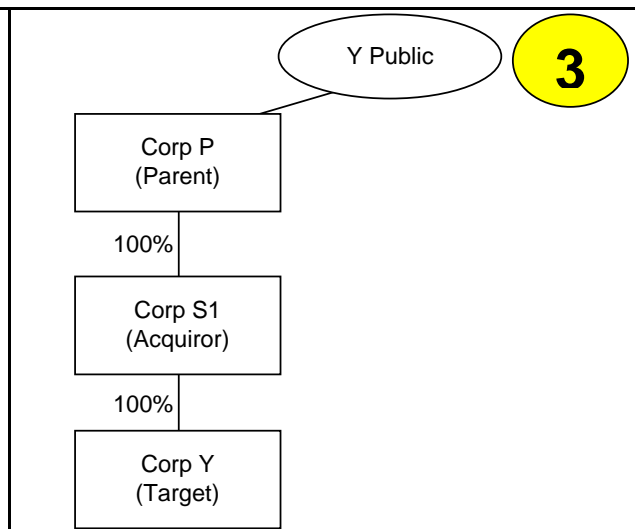 Y Public
3
Corp P
(Parent)
100%
Corp S1
(Acquiror)
100%
Corp Y
(Target)